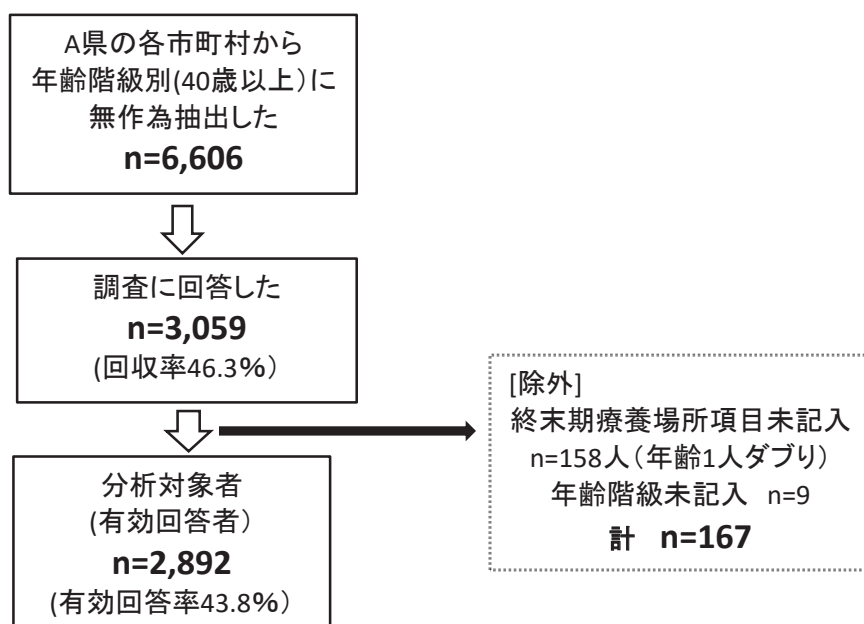 A県の各市町村から
年齢階級別(40歳以上)に
無作為抽出した
n=6,606
調査に回答した
n=3,059
(回収率46.3%)
[除外]
終末期療養場所項目未記入
n=158人(年齢1人ダブり)
年齢階級未記入 n=9
計 n=167
分析対象者
(有効回答者)
n=2,892
(有効回答率43.8%)